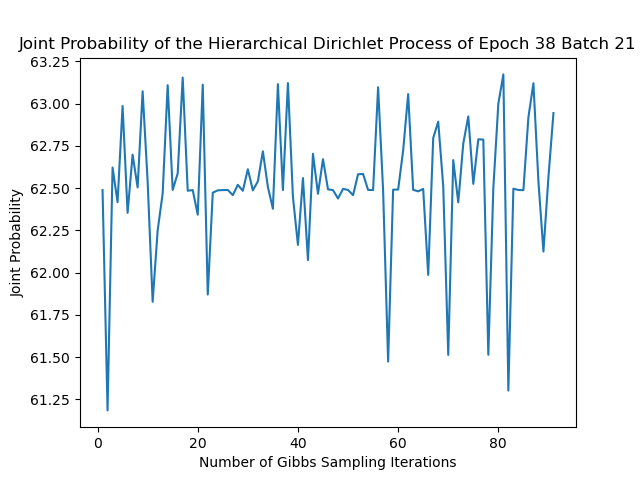 Joint Probability of the Hierarchical Dirichlet Process of Epoch 38 Batch 21
63.25
63.00
62.75
62.50
62.25
62.00
61.75
61.50
61.25
Joint Probability
0 20 40 60 80
Number of Gibbs Sampling Iterations